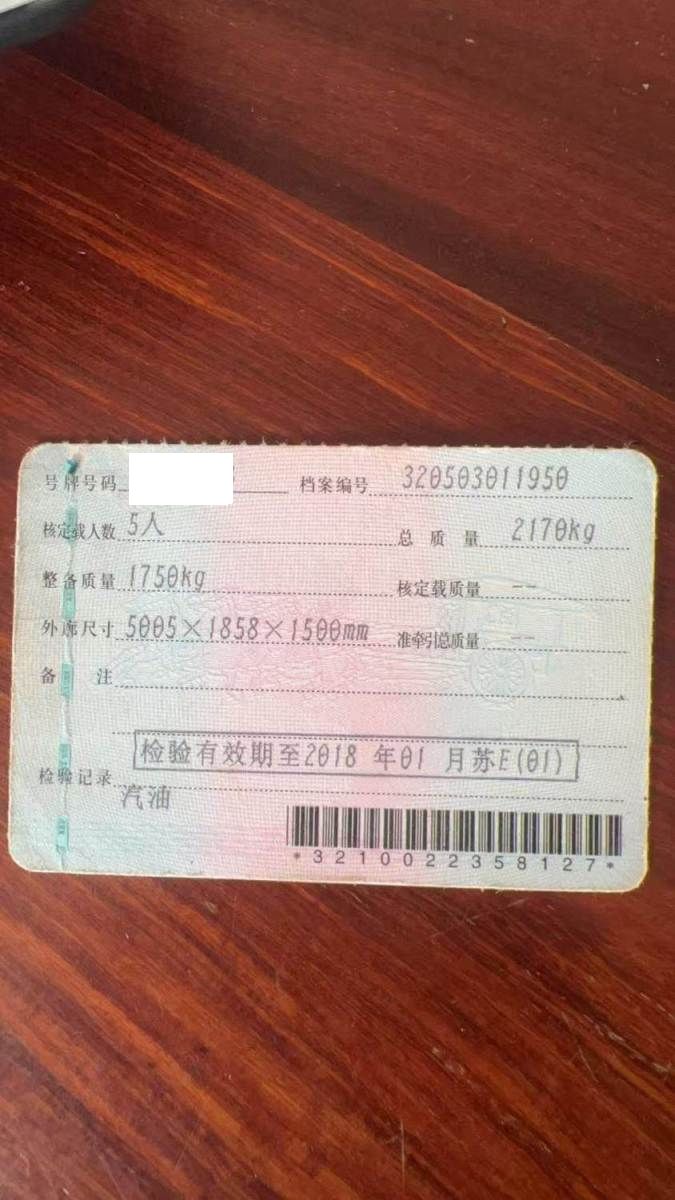 号牌号码 档案编号 320503011950
核定载人数 5人 总质量 2170kg
整备质量 1750kg 核定载质量 --
外廓尺寸 5005×1858×1500mm 准牵引总质量 --
备注
检验有效期至2018年01月苏E(01)
检验记录
汽油
*3210022358127*